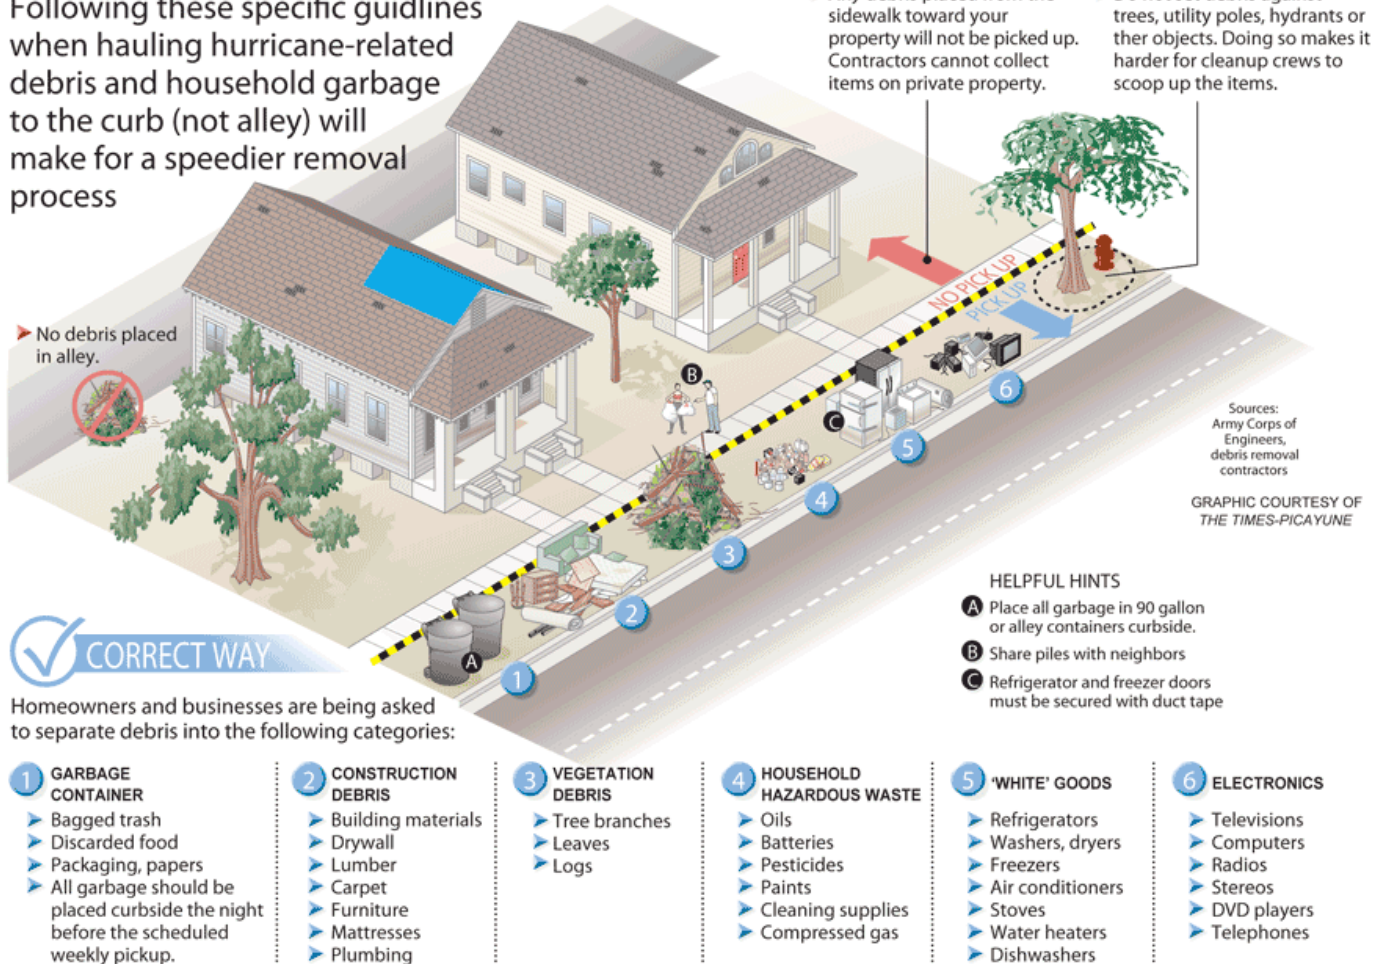 Following these specific guidlines
when hauling hurricane-related
debris and household garbage
to the curb (not alley) will
make for a speedier removal
process
sidewalk toward your
property will not be picked up.
Contractors cannot collect
items on private property.
trees, utility poles, hydrants or
ther objects. Doing so makes it
harder for cleanup crews to
scoop up the items.
No debris placed
in alley.
NO PICK UP
PICK UP
B
C
A
6
5
4
3
2
1
Sources:
Army Corps of
Engineers,
debris removal
contractors
GRAPHIC COURTESY OF
THE TIMES-PICAYUNE
HELPFUL HINTS
A Place all garbage in 90 gallon
or alley containers curbside.
B Share piles with neighbors
C Refrigerator and freezer doors
must be secured with duct tape
CORRECT WAY
Homeowners and businesses are being asked
to separate debris into the following categories:
1 GARBAGE
CONTAINER
Bagged trash
Discarded food
Packaging, papers
All garbage should be
placed curbside the night
before the scheduled
weekly pickup.
2 CONSTRUCTION
DEBRIS
Building materials
Drywall
Lumber
Carpet
Furniture
Mattresses
Plumbing
3 VEGETATION
DEBRIS
Tree branches
Leaves
Logs
4 HOUSEHOLD
HAZARDOUS WASTE
Oils
Batteries
Pesticides
Paints
Cleaning supplies
Compressed gas
5 'WHITE' GOODS
Refrigerators
Washers, dryers
Freezers
Air conditioners
Stoves
Water heaters
Dishwashers
6 ELECTRONICS
Televisions
Computers
Radios
Stereos
DVD players
Telephones